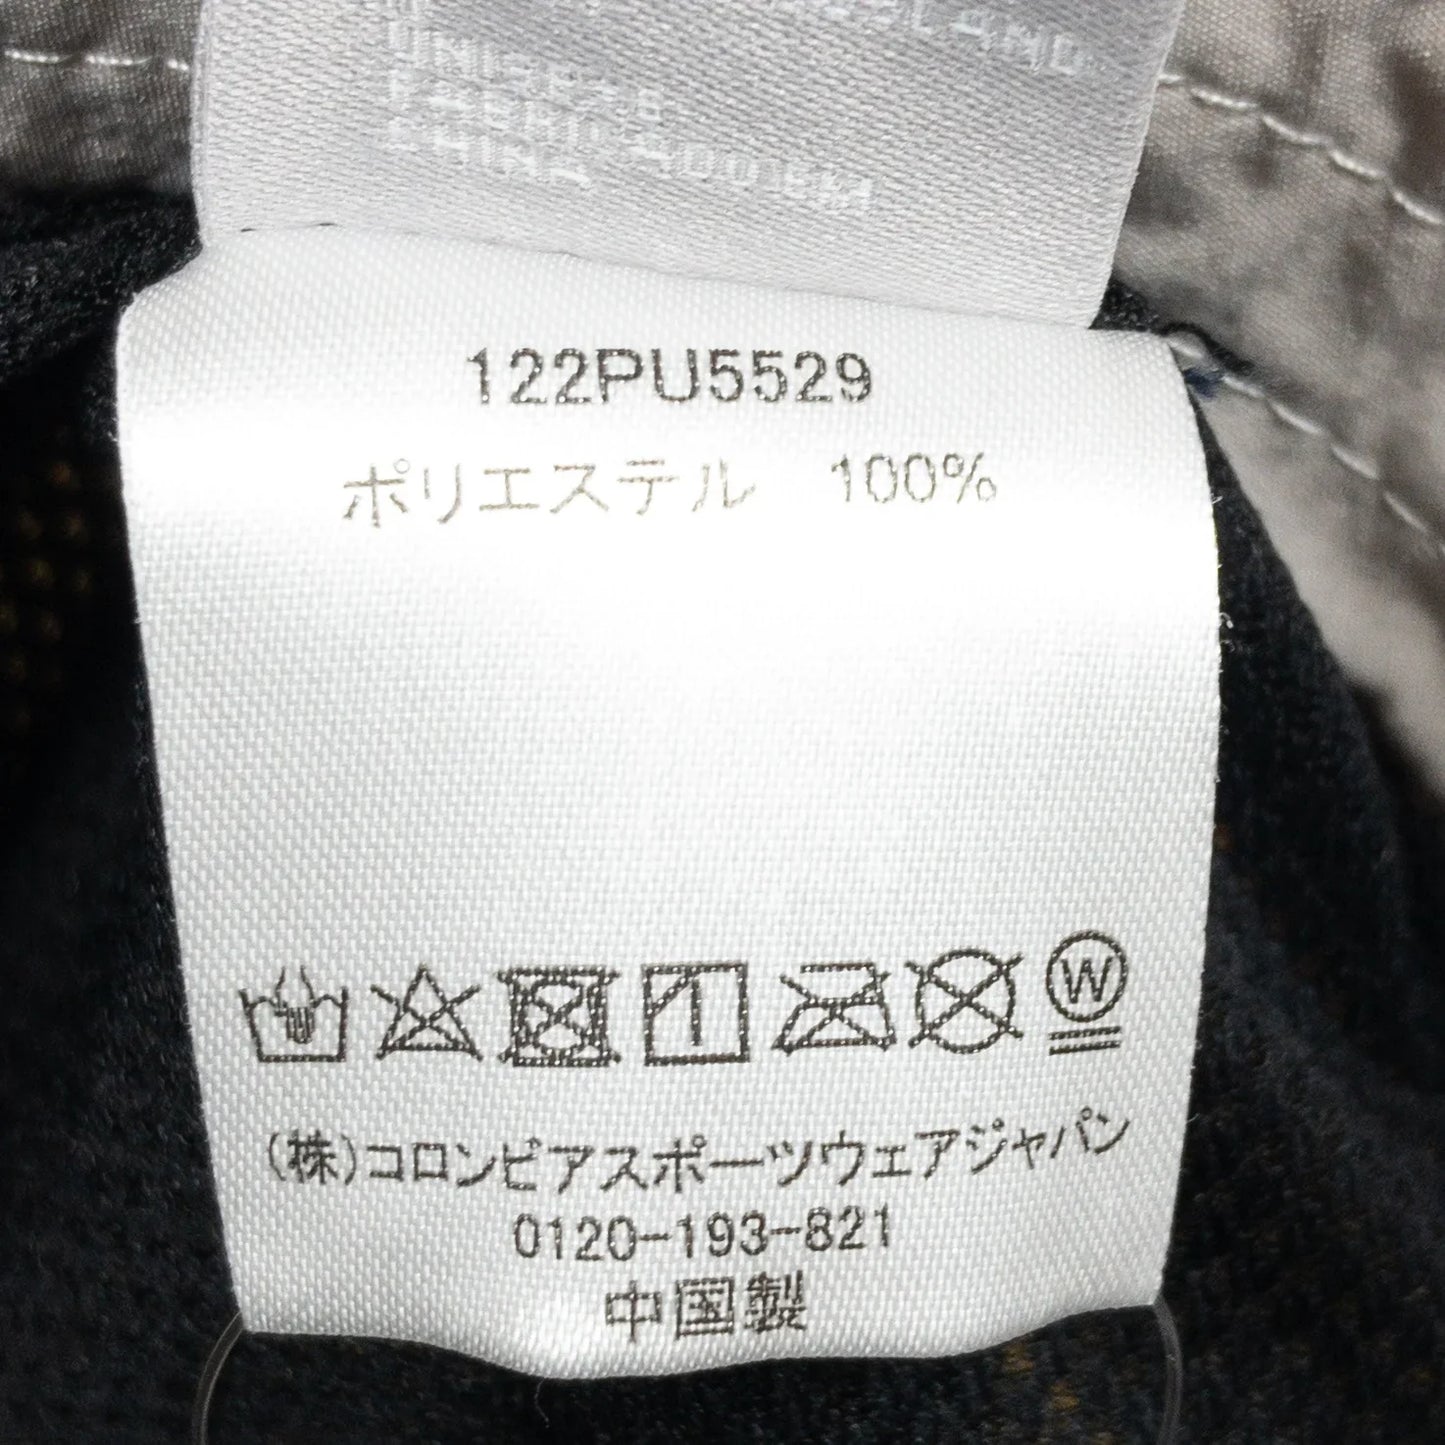 CHINA
122PU5529
ポリエステル 100%
W
(株)コロンビアスポーツウェアジャパン
0120-193-821
中国製